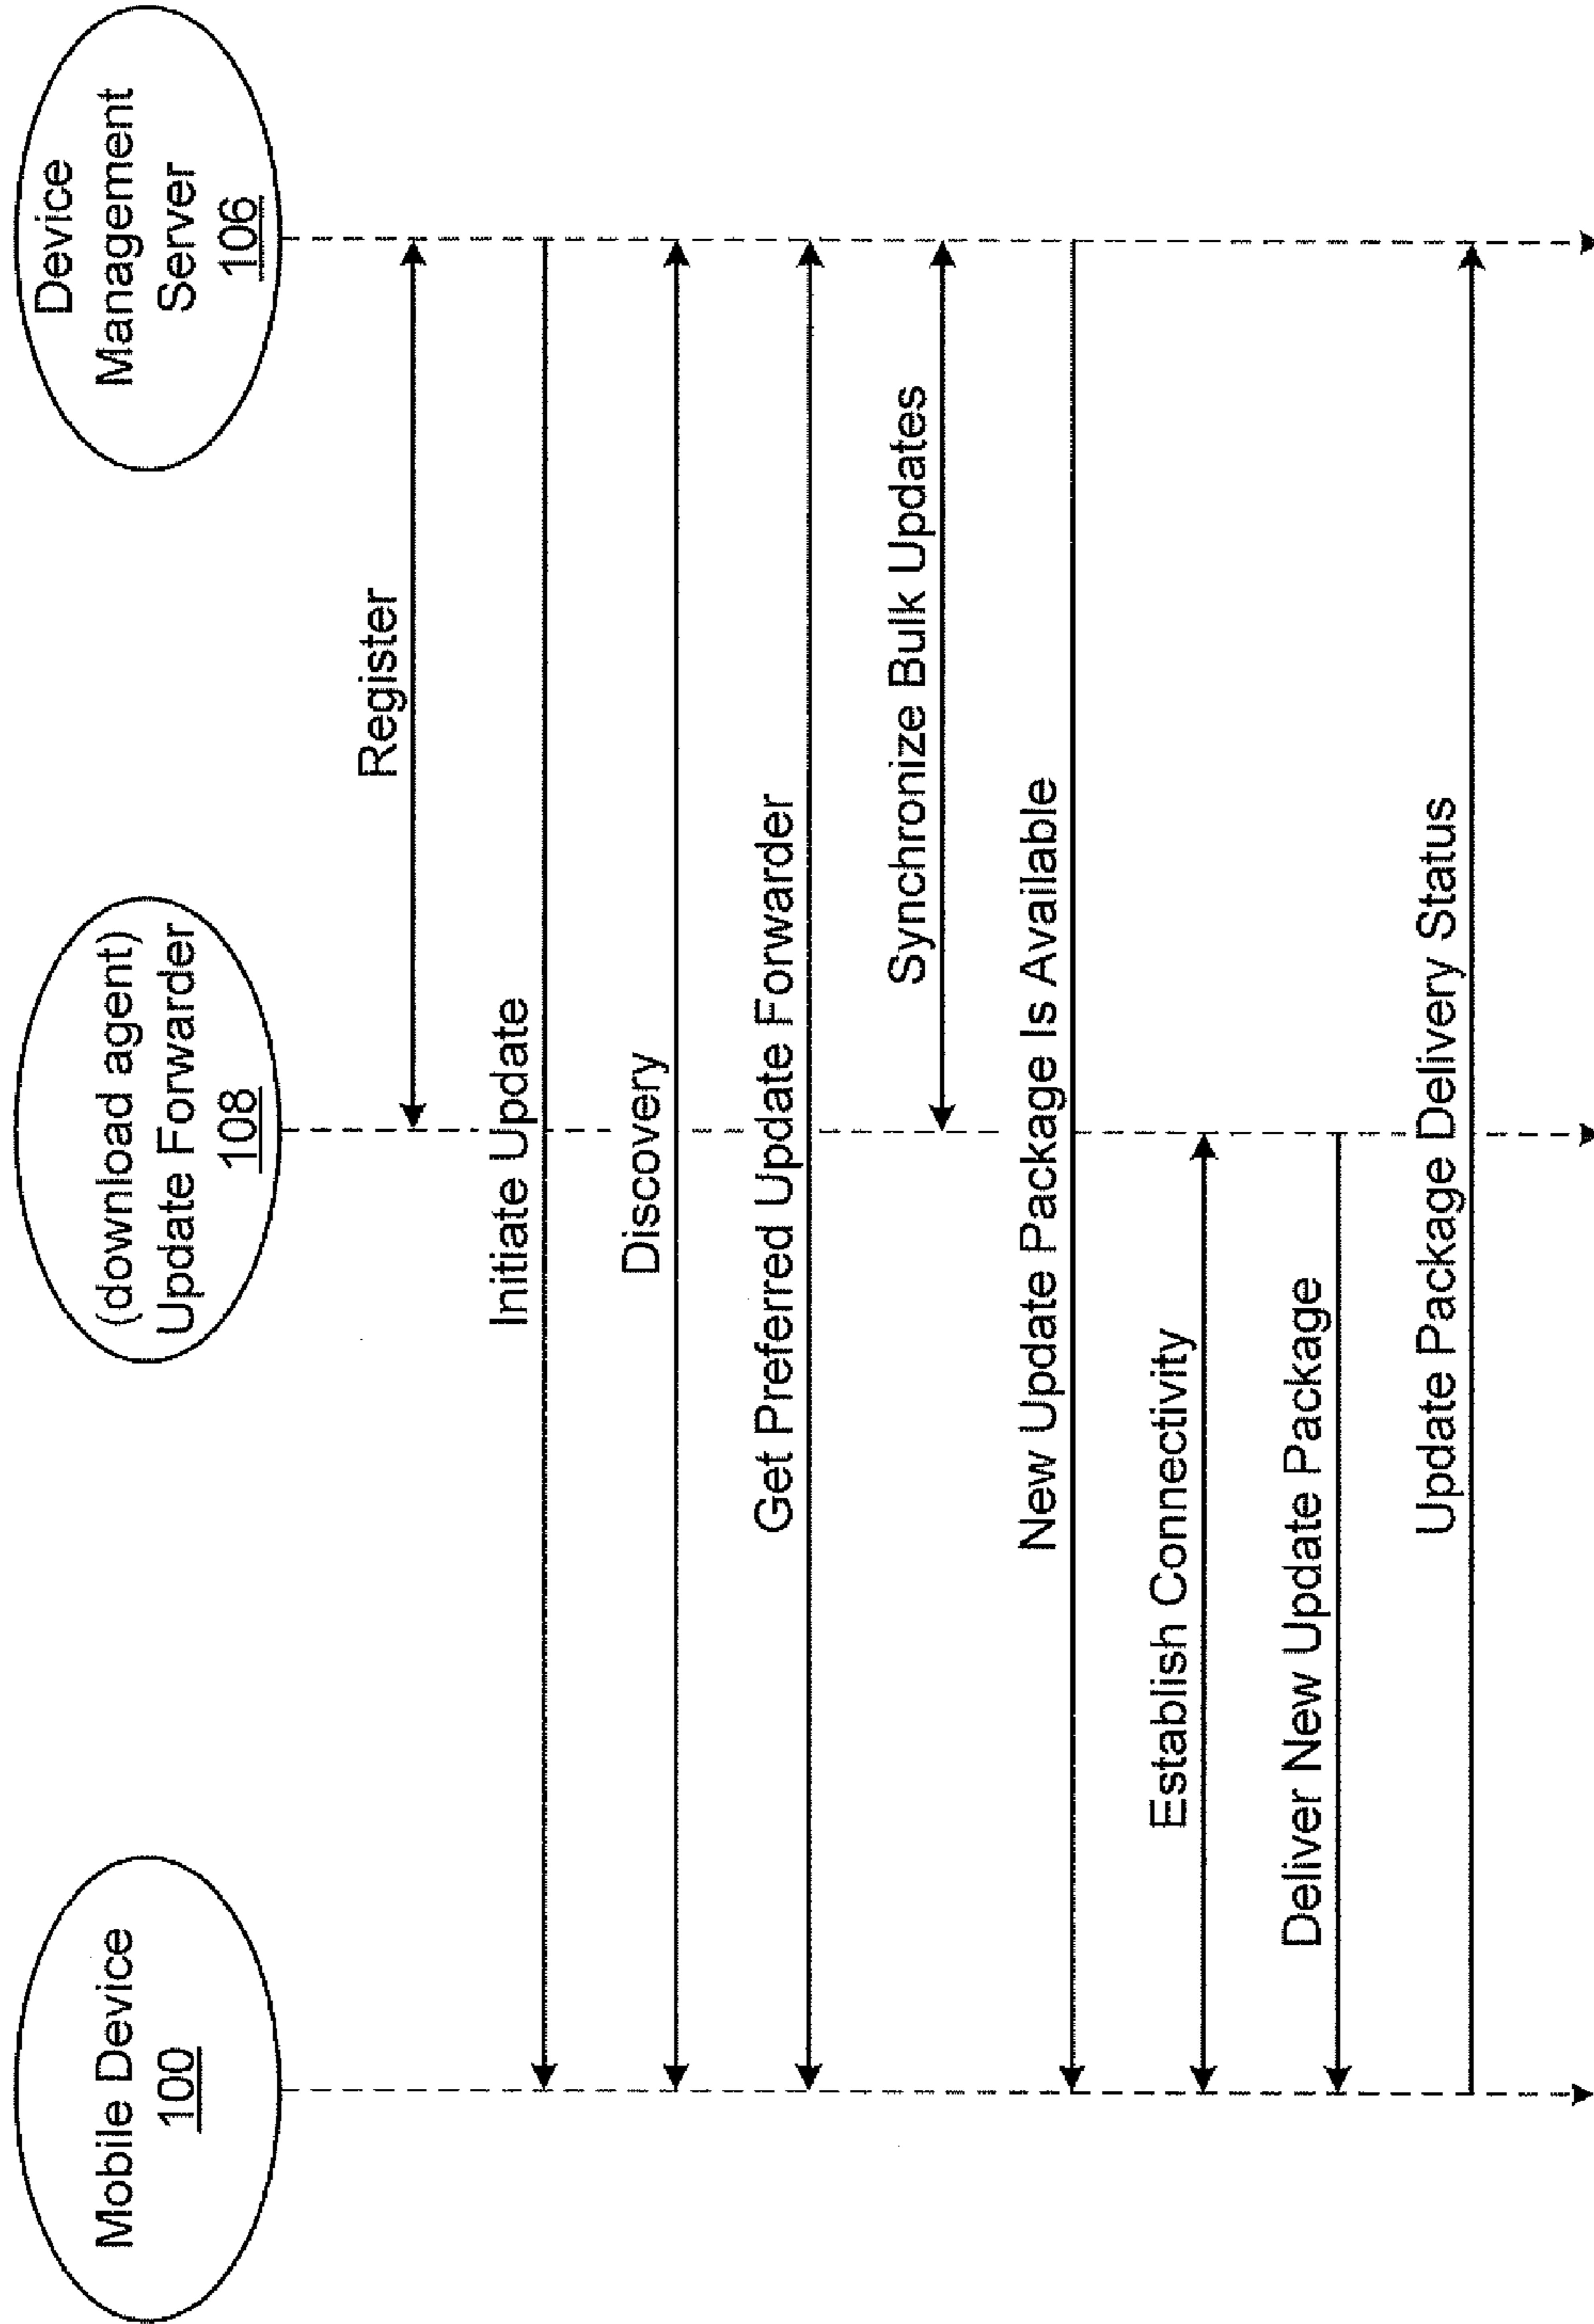 Mobile Device
100
(download agent)
Update Forwarder
108
Device
Management
Server
106
Register
Initiate Update
Discovery
Get Preferred Update Forwarder
Synchronize Bulk Updates
New Update Package Is Available
Establish Connectivity
Deliver New Update Package
Update Package Delivery Status